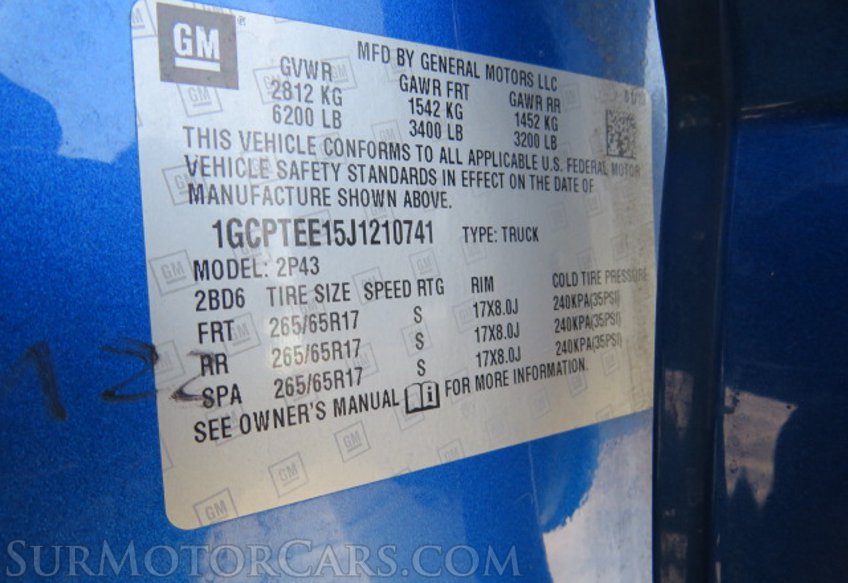 GM
MFD BY GENERAL MOTORS LLC
GVWR GAWR FRT GAWR RR
2812 KG 1542 KG 1452 KG
6200 LB 3400 LB 3200 LB
THIS VEHICLE CONFORMS TO ALL APPLICABLE U.S. FEDERAL MOTOR
VEHICLE SAFETY STANDARDS IN EFFECT ON THE DATE OF
MANUFACTURE SHOWN ABOVE.
1GCPTEE15J1210741 TYPE: TRUCK
MODEL: 2P43
2BD6 TIRE SIZE SPEED RTG RIM COLD TIRE PRESSURE
FRT 265/65R17 S 17X8.0J 240KPA(35PSI)
RR 265/65R17 S 17X8.0J 240KPA(35PSI)
SPA 265/65R17 S 17X8.0J 240KPA(35PSI)
SEE OWNER'S MANUAL FOR MORE INFORMATION.
122
SurMotorCars.com